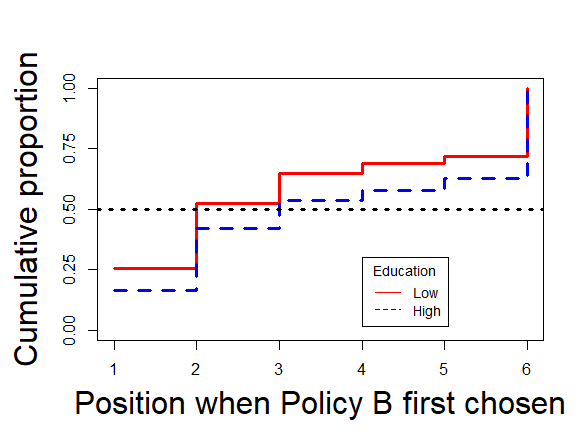 Cumulative proportion
1.00
0.75
0.50
0.25
0.00
Education
Low
High
1 2 3 4 5 6
Position when Policy B first chosen